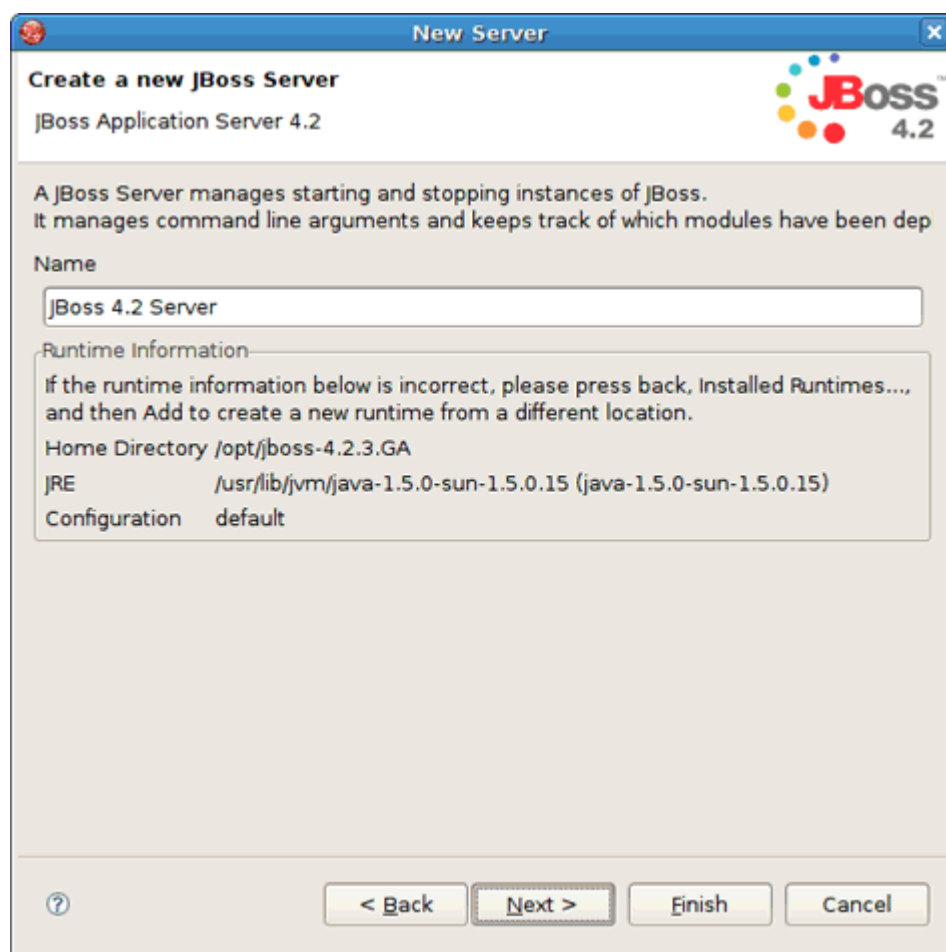 New Server
Create a new JBoss Server
JBoss Application Server 4.2
JBoss™
4.2
A JBoss Server manages starting and stopping instances of JBoss.
It manages command line arguments and keeps track of which modules have been dep
Name
JBoss 4.2 Server
Runtime Information
If the runtime information below is incorrect, please press back, Installed Runtimes...,
and then Add to create a new runtime from a different location.
Home Directory /opt/jboss-4.2.3.GA
JRE /usr/lib/jvm/java-1.5.0-sun-1.5.0.15 (java-1.5.0-sun-1.5.0.15)
Configuration default
< Back Next > Finish Cancel